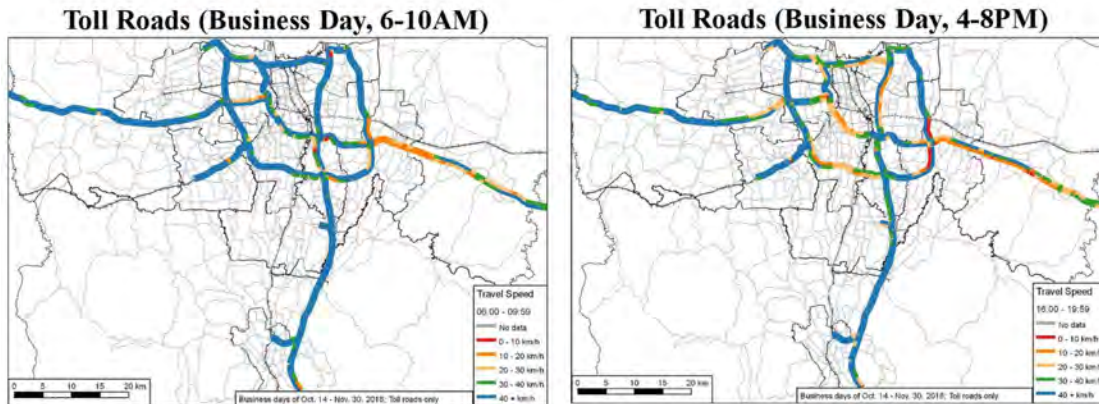 Toll Roads (Business Day, 6-10AM)
Travel Speed
06:00 - 09:59
No data
0 - 10 km/h
10 - 20 km/h
20 - 30 km/h
30 - 40 km/h
40 + km/h
0 5 10 15 20 km
Business days of Oct. 14 - Nov. 30, 2018; Toll roads only
Toll Roads (Business Day, 4-8PM)
Travel Speed
16:00 - 19:59
No data
0 - 10 km/h
10 - 20 km/h
20 - 30 km/h
30 - 40 km/h
40 + km/h
0 5 10 15 20 km
Business days of Oct. 14 - Nov. 30, 2018; Toll roads only